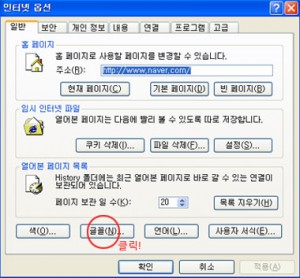 인터넷 옵션
일반 보안 개인 정보 내용 연결 프로그램 고급
홈 페이지
홈 페이지로 사용할 페이지를 변경할 수 있습니다.
주소(R): http://www.naver.com/
현재 페이지(C) 기본 페이지(D) 빈 페이지(B)
임시 인터넷 파일
열어본 페이지는 다음에 빨리 볼 수 있도록 따로 저장합니다.
쿠키 삭제(I)... 파일 삭제(F)... 설정(S)...
열어본 페이지 목록
History 폴더에는 최근 열어본 페이지로 바로 갈 수 있는 연결이
보관되어 있습니다.
페이지 보관 일 수(K): 20 목록 지우기(H)
색(O)... 글꼴(N)... 언어(L)... 사용자 서식(E)...
클릭!
확인 취소 적용(A)